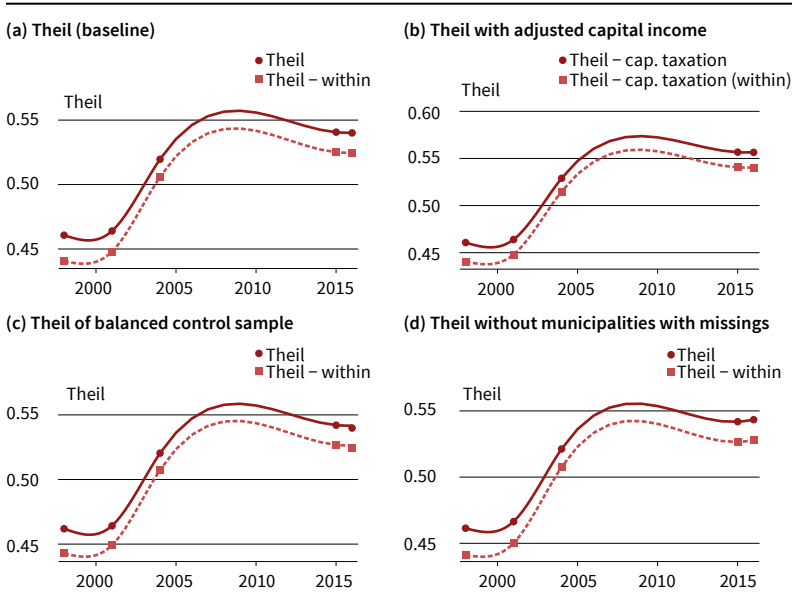 (a) Theil (baseline)
Theil
Theil – within
Theil
0.55
0.50
0.45
2000 2005 2010 2015
(b) Theil with adjusted capital income
Theil – cap. taxation
Theil – cap. taxation (within)
Theil
0.60
0.55
0.50
0.45
2000 2005 2010 2015
(c) Theil of balanced control sample
Theil
Theil – within
Theil
0.55
0.50
0.45
2000 2005 2010 2015
(d) Theil without municipalities with missings
Theil
Theil – within
Theil
0.55
0.50
0.45
2000 2005 2010 2015